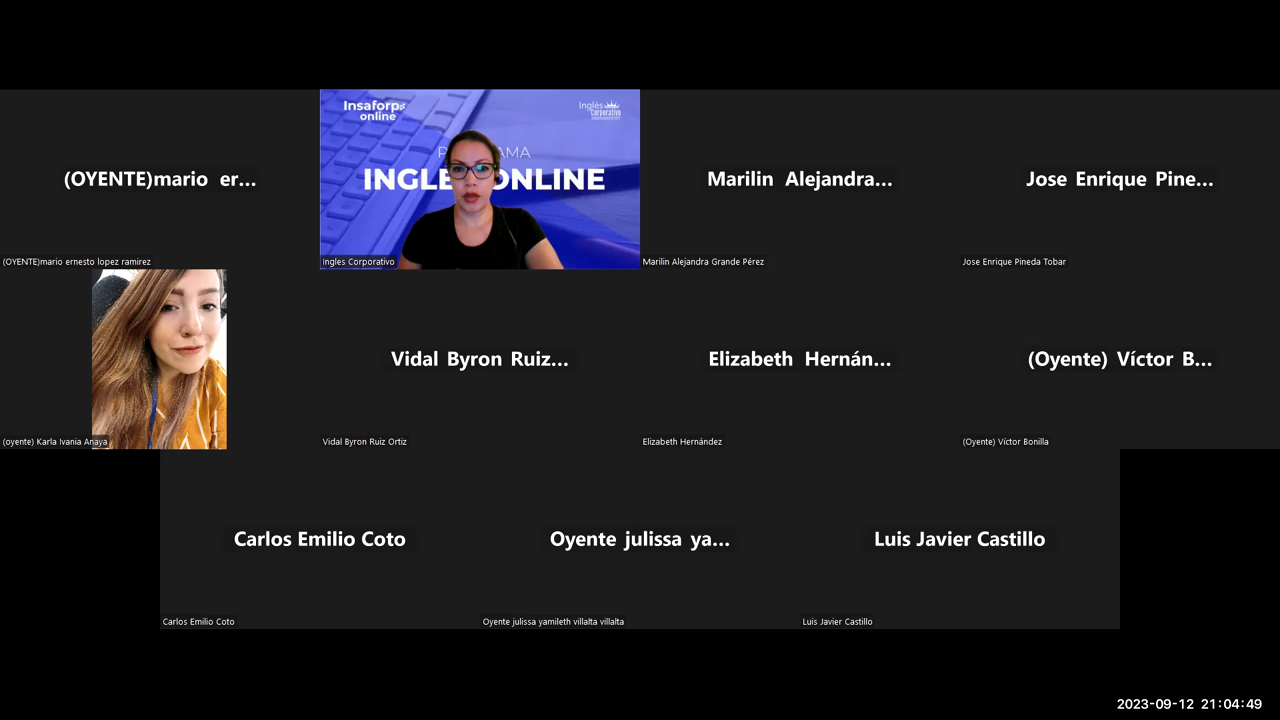 (OYENTE)mario er...
(OYENTE)mario ernesto lopez ramirez
Insaforp
online
Inglés
Corporativo
INGLÉ ONLINE
Ingles Corporativo
Marilin Alejandra...
Marilin Alejandra Grande Pérez
Jose Enrique Pine...
Jose Enrique Pineda Tobar
(oyente) Karla Ivania Anaya
Vidal Byron Ruiz...
Vidal Byron Ruiz Ortiz
Elizabeth Hernán...
Elizabeth Hernández
(Oyente) Víctor B...
(Oyente) Víctor Bonilla
Carlos Emilio Coto
Carlos Emilio Coto
Oyente julissa ya...
Oyente julissa yamileth villalta villalta
Luis Javier Castillo
Luis Javier Castillo
2023-09-12 21:04:49